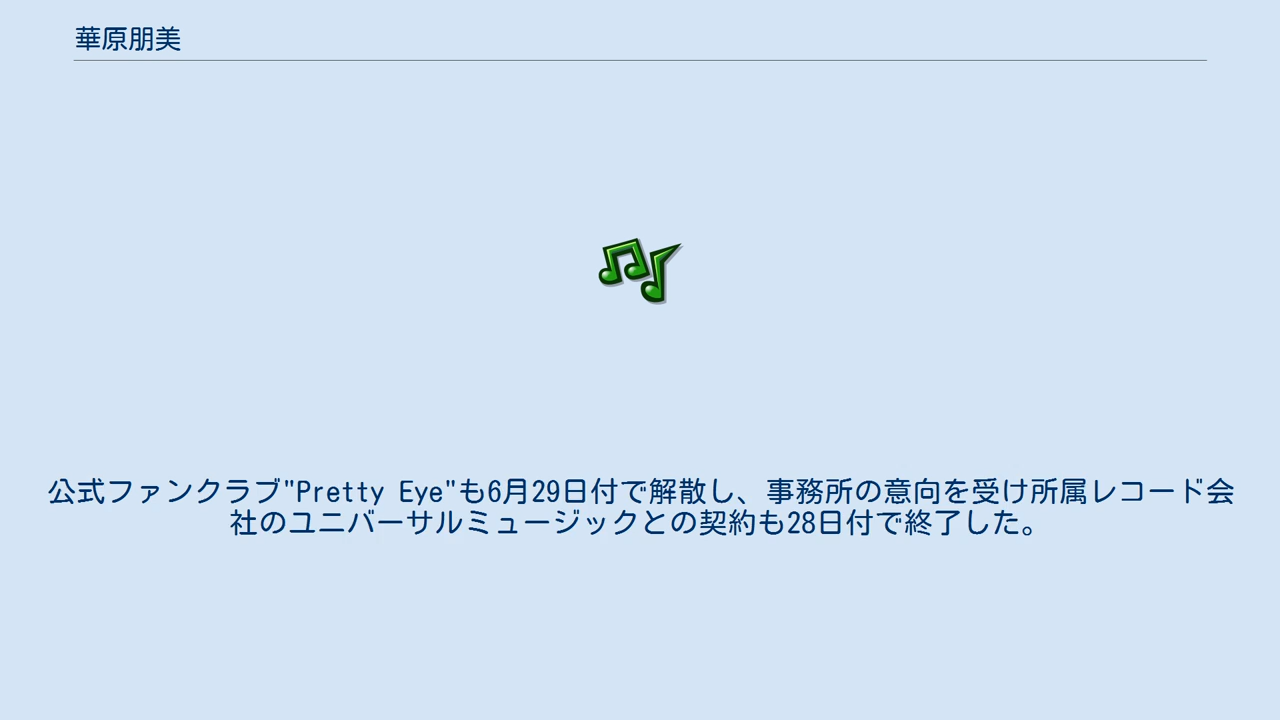 華原朋美
公式ファンクラブ"Pretty Eye"も6月29日付で解散し、事務所の意向を受け所属レコード会
社のユニバーサルミュージックとの契約も28日付で終了した。